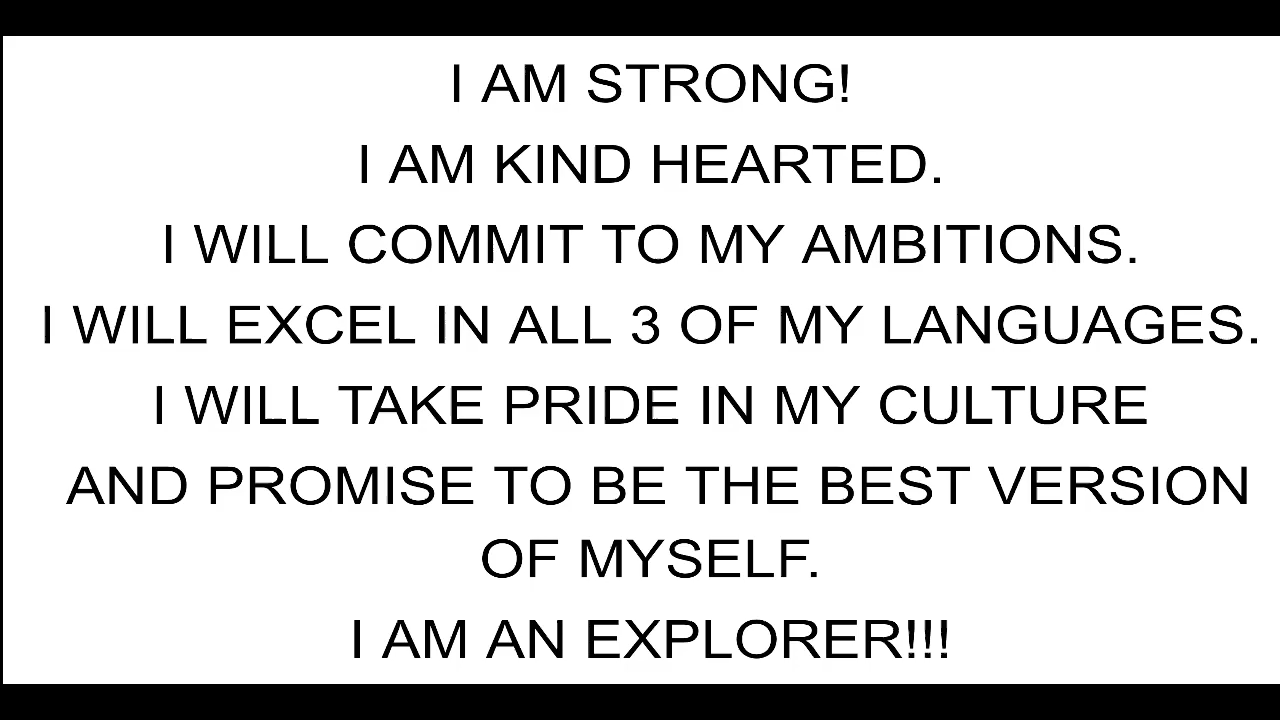 I AM STRONG!
I AM KIND HEARTED.
I WILL COMMIT TO MY AMBITIONS.
I WILL EXCEL IN ALL 3 OF MY LANGUAGES.
I WILL TAKE PRIDE IN MY CULTURE
AND PROMISE TO BE THE BEST VERSION
OF MYSELF.
I AM AN EXPLORER!!!